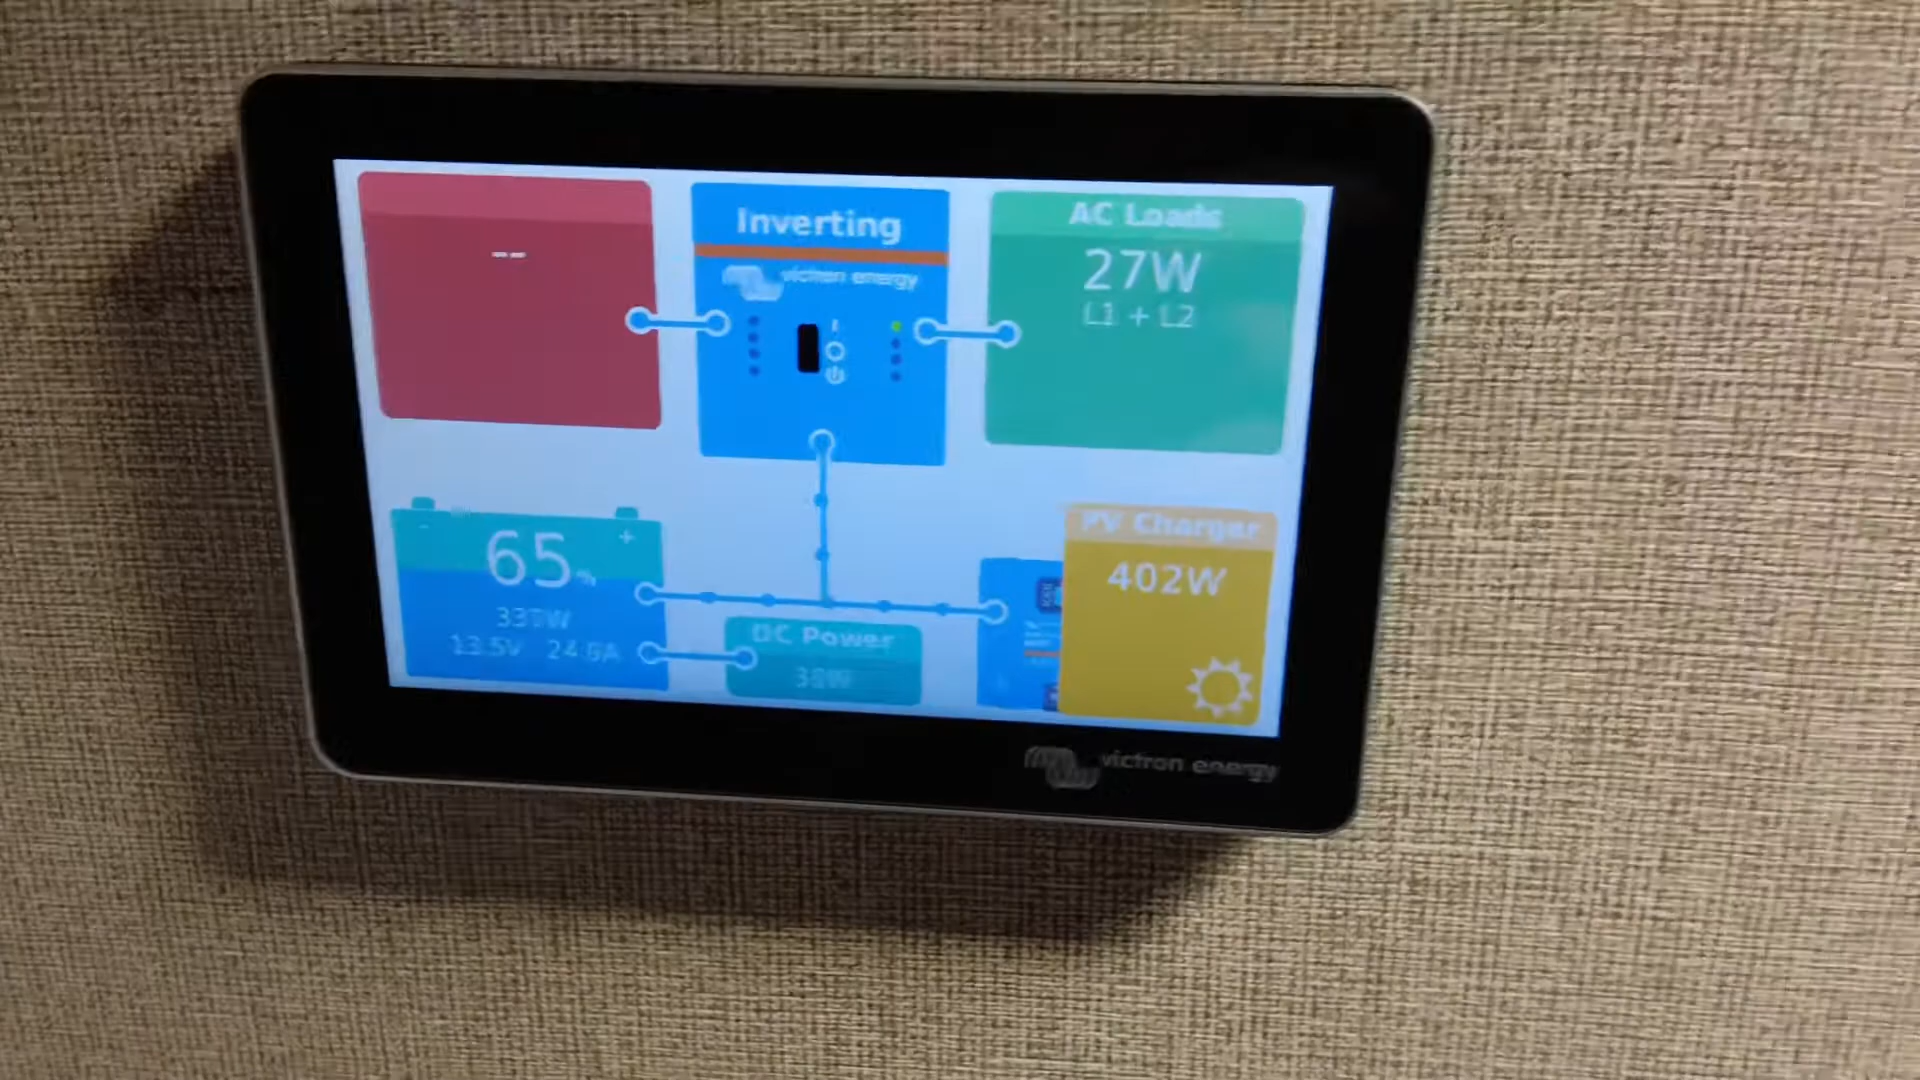 --
Inverting
victron energy
AC Loads
27W
L1 + L2
- +
65%
13.5V
DC Power
PV Charger
402W
victron energy